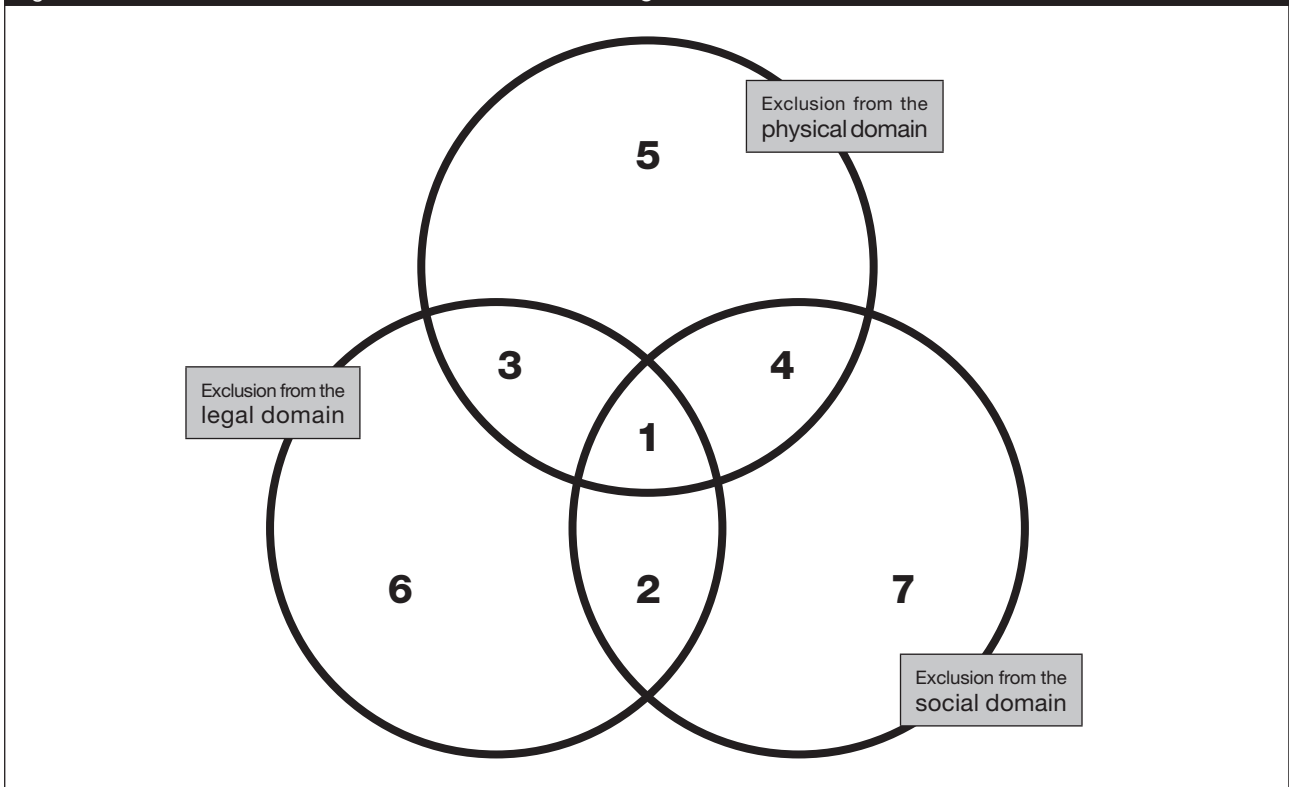 Exclusion from the
physical domain
5
3
4
Exclusion from the
legal domain
1
6
2
7
Exclusion from the
social domain